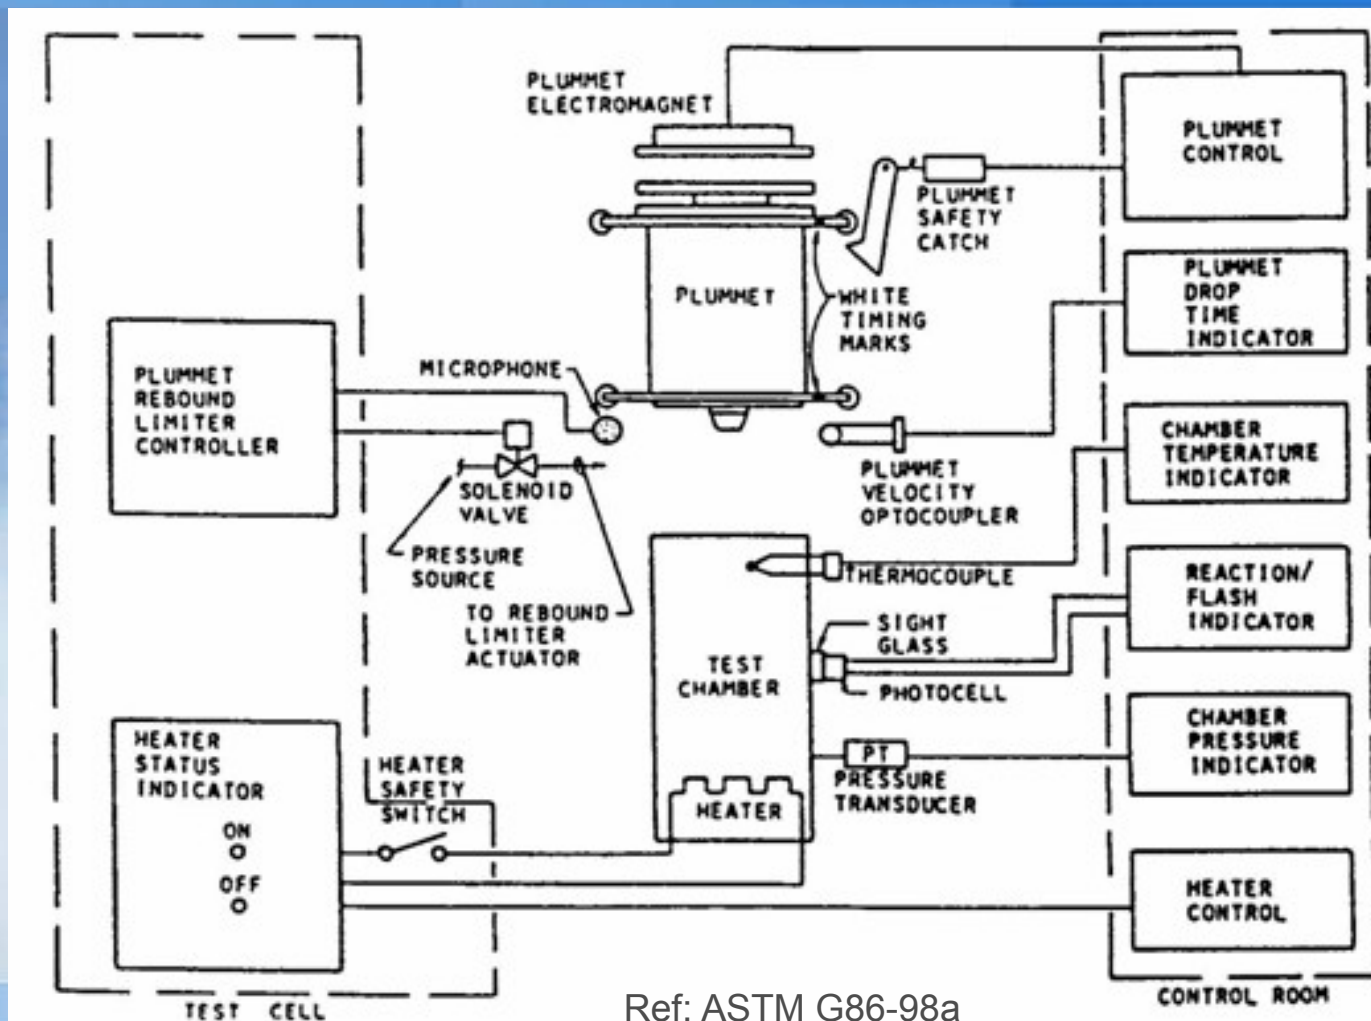 PLUMMET
ELECTROMAGNET
PLUMMET
CONTROL
PLUMMET
SAFETY
CATCH
PLUMMET
DROP
TIME
INDICATOR
PLUMMET
WHITE
TIMING
MARKS
MICROPHONE
PLUMMET
REBOUND
LIMITER
CONTROLLER
CHAMBER
TEMPERATURE
INDICATOR
PLUMMET
VELOCITY
OPTOCOUPLER
SOLENOID
VALVE
PRESSURE
SOURCE
TO REBOUND
LIMITER
ACTUATOR
THERMOCOUPLE
REACTION/
FLASH
INDICATOR
SIGHT
GLASS
TEST
CHAMBER
PHOTOCELL
CHAMBER
PRESSURE
INDICATOR
PT
PRESSURE
TRANSDUCER
HEATER
STATUS
INDICATOR
ON
OFF
HEATER
SAFETY
SWITCH
HEATER
HEATER
CONTROL
TEST CELL
Ref: ASTM G86-98a
CONTROL ROOM